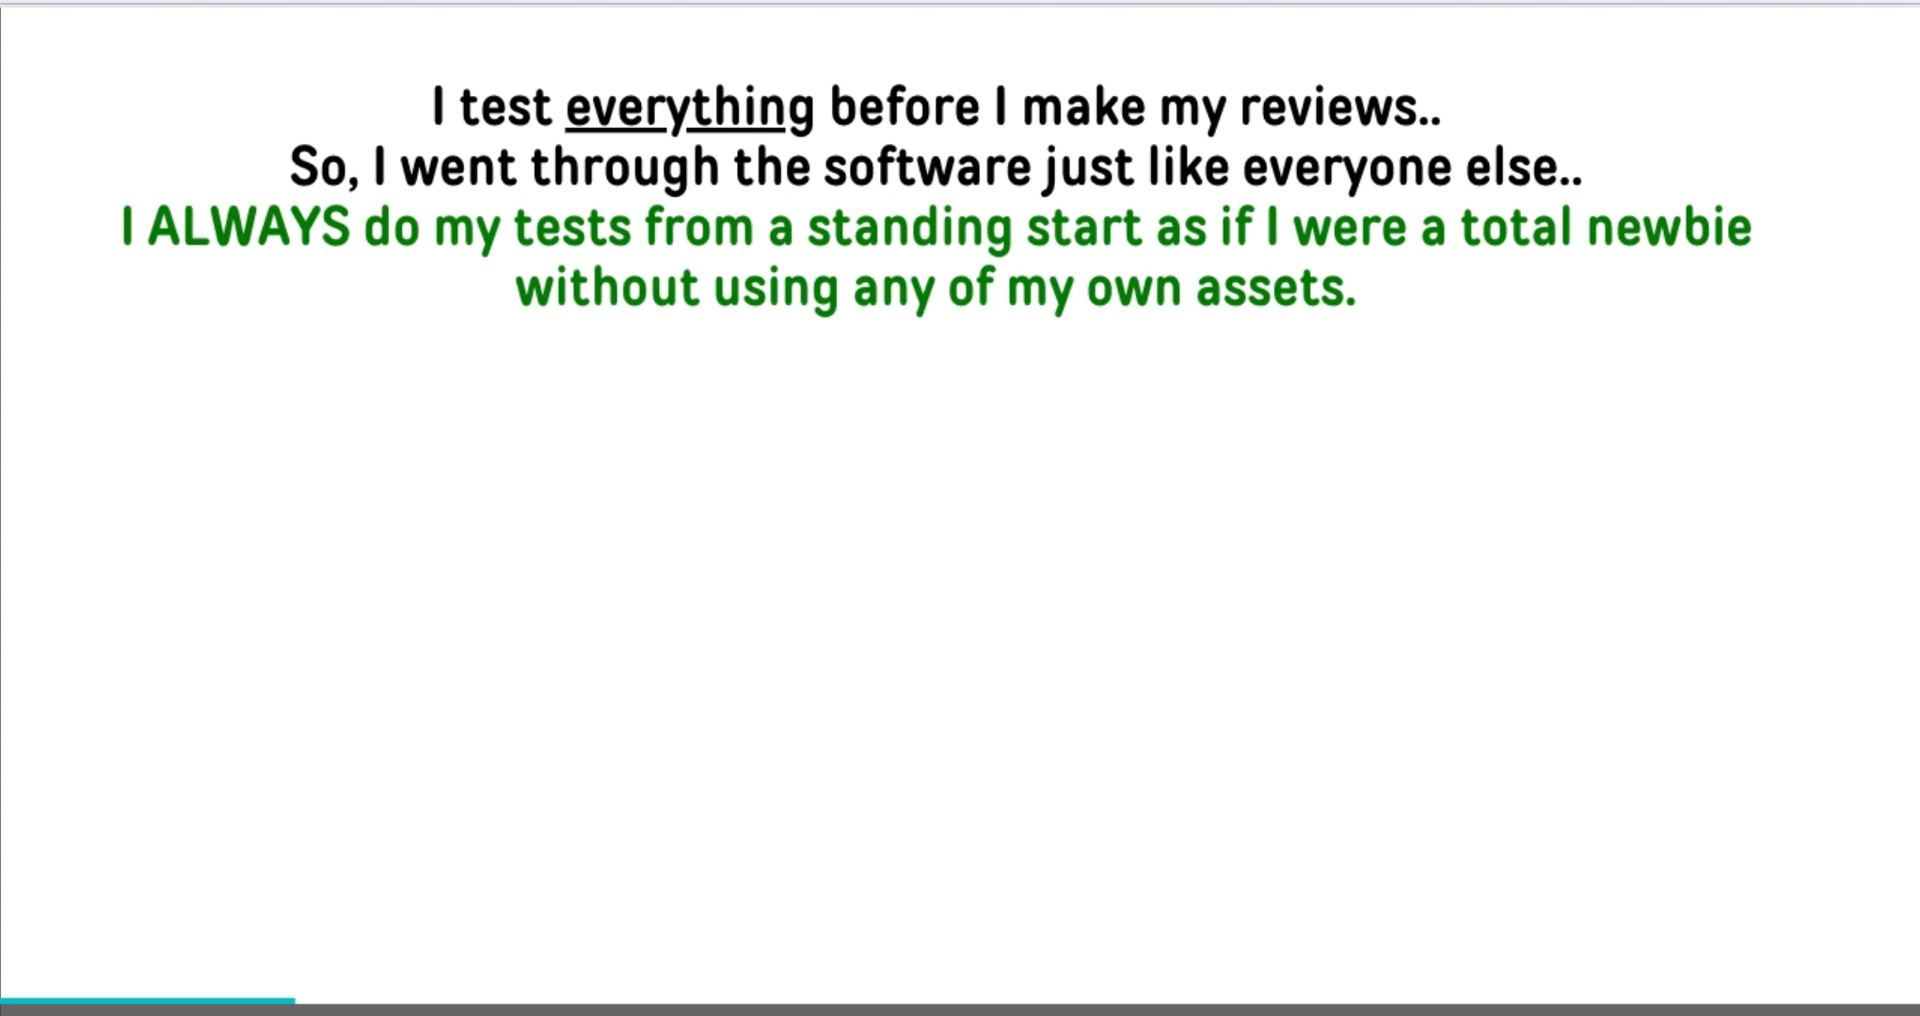 I test everything before I make my reviews..
So, I went through the software just like everyone else..
I ALWAYS do my tests from a standing start as if I were a total newbie
without using any of my own assets.